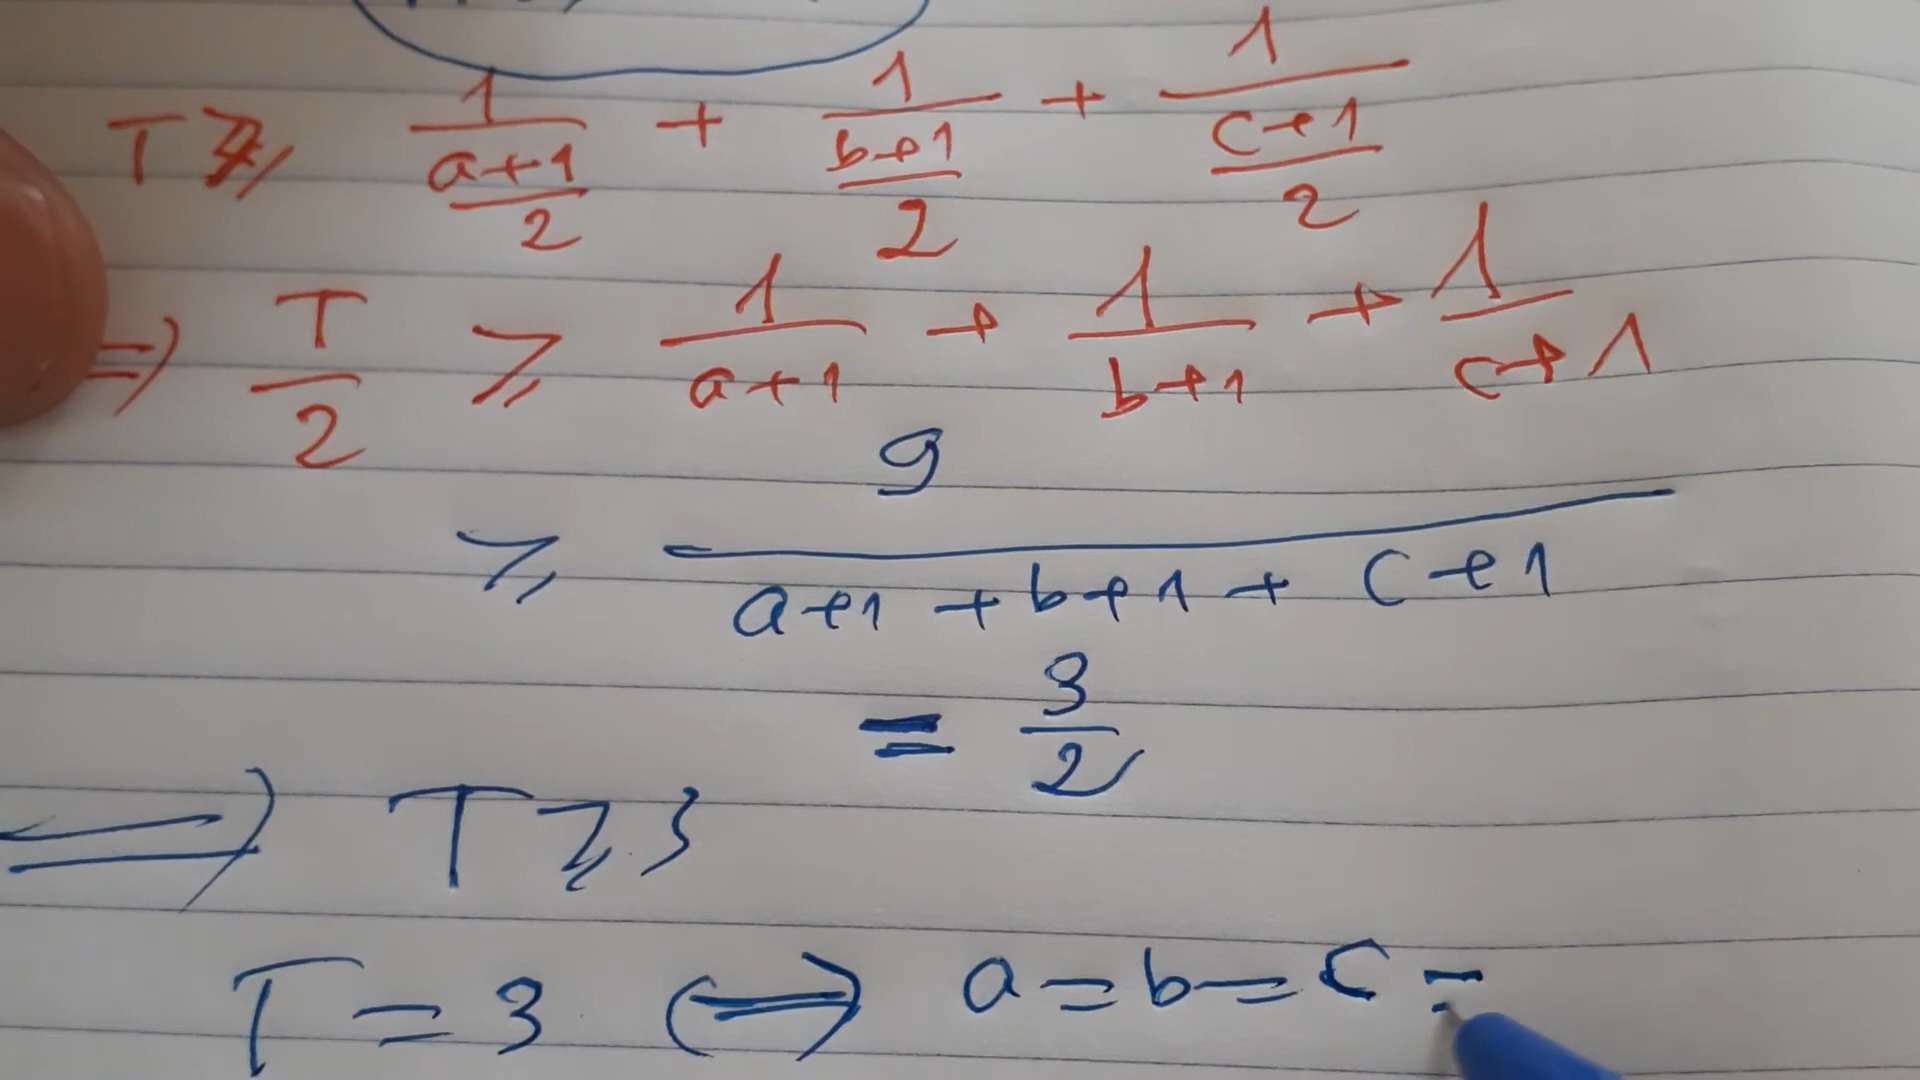 T ⩾ 1/((a+1)/2) + 1/((b+1)/2) + 1/((c+1)/2)
⇒ T/2 ⩾ 1/(a+1) + 1/(b+1) + 1/(c+1)
⩾ 9/(a+1+b+1+c+1)
= 3/2
⟹ T ⩾ 3
T = 3 ⟺ a = b = c =